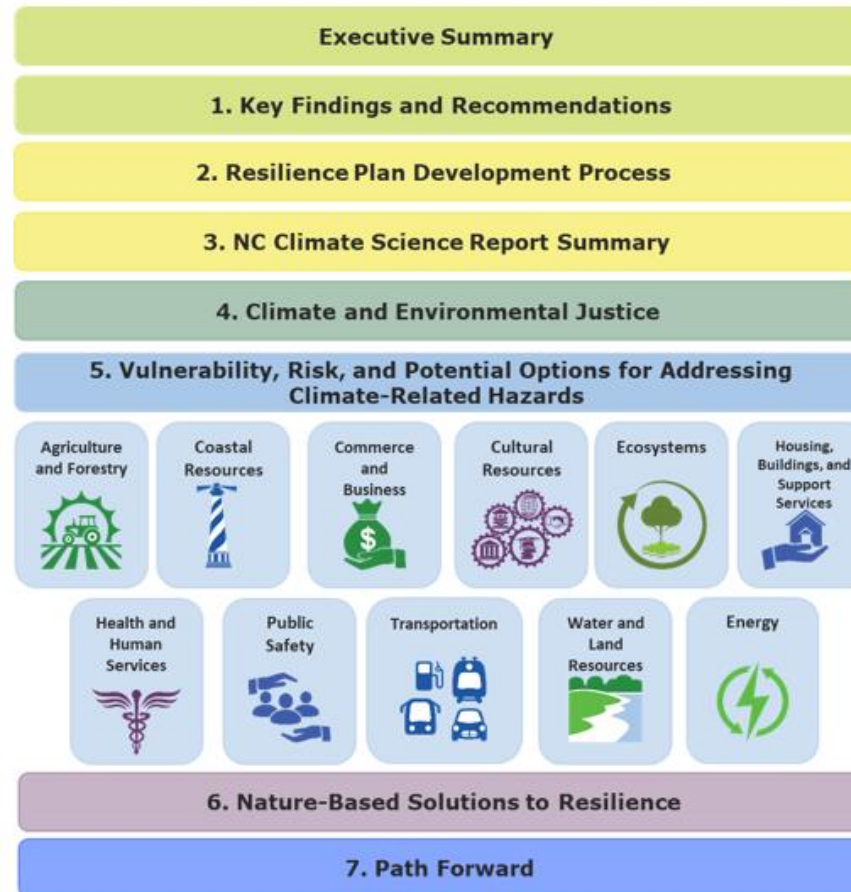 Executive Summary
1. Key Findings and Recommendations
2. Resilience Plan Development Process
3. NC Climate Science Report Summary
4. Climate and Environmental Justice
5. Vulnerability, Risk, and Potential Options for Addressing
Climate-Related Hazards
Agriculture
and Forestry
Coastal
Resources
Commerce
and
Business
$
Cultural
Resources
Ecosystems
Housing,
Buildings, and
Support
Services
Health and
Human
Services
Public
Safety
Transportation
Water and
Land
Resources
Energy
6. Nature-Based Solutions to Resilience
7. Path Forward